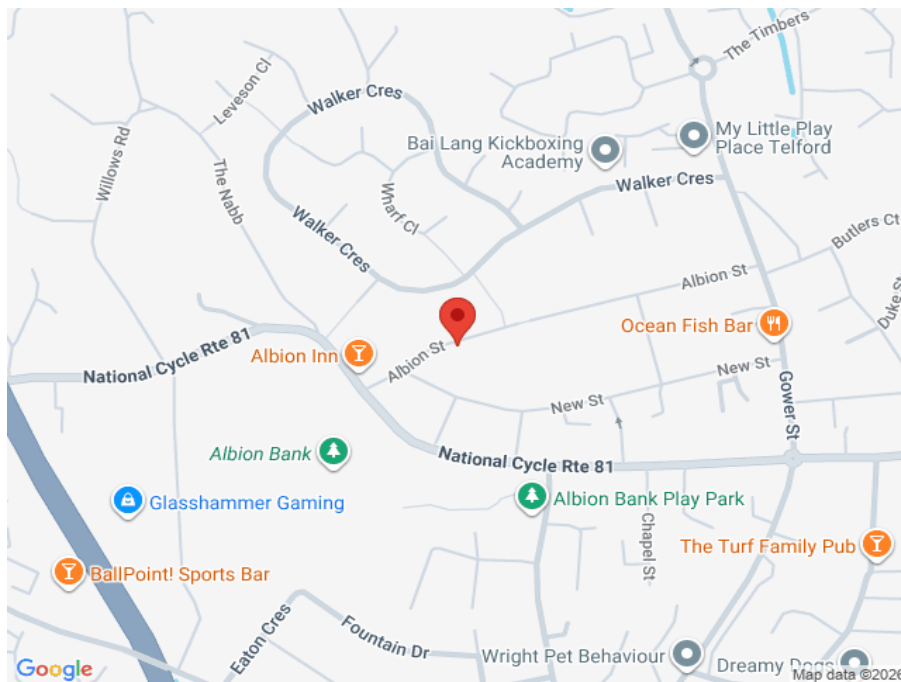 The Timbers
Leveson Cl
Walker Cres
My Little Play
Place Telford
Bai Lang Kickboxing
Academy
Willows Rd
The Nabb
Wharf Cl
Walker Cres
Walker Cres
Butlers Ct
Albion St
Duke St
Ocean Fish Bar
National Cycle Rte 81
Albion Inn
Albion St
New St
New St
Gower St
Albion Bank
National Cycle Rte 81
Glasshammer Gaming
Albion Bank Play Park
Chapel St
The Turf Family Pub
BallPoint! Sports Bar
Eaton Cres
Fountain Dr
Wright Pet Behaviour
Dreamy Dogs
Google
Map data ©2026